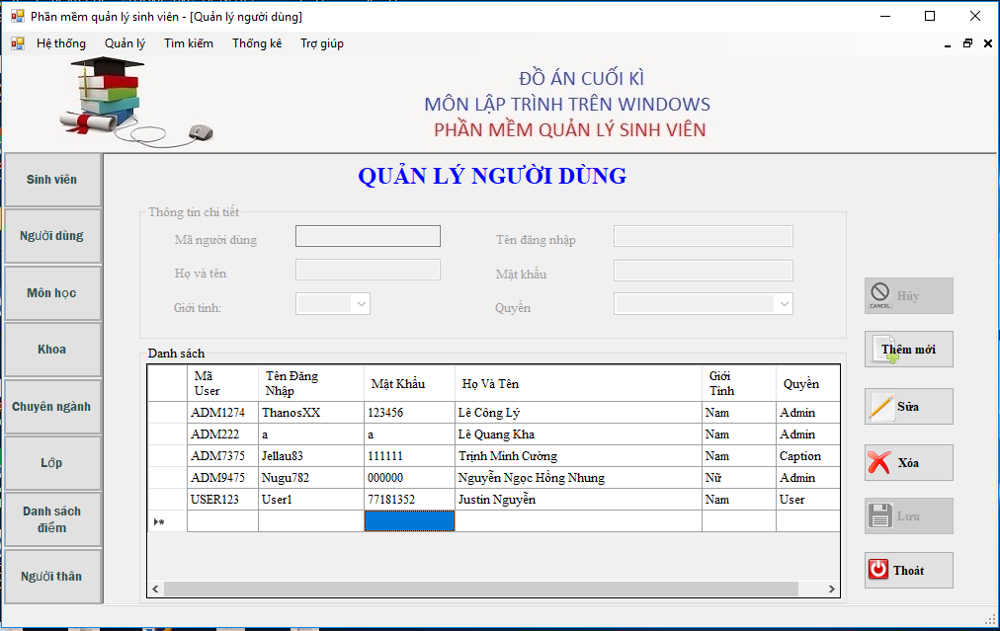 Phần mềm quản lý sinh viên - [Quản lý người dùng]
Hệ thống Quản lý Tìm kiếm Thống kê Trợ giúp
ĐỒ ÁN CUỐI KÌ
MÔN LẬP TRÌNH TRÊN WINDOWS
PHẦN MỀM QUẢN LÝ SINH VIÊN
Sinh viên
Người dùng
Môn học
Khoa
Chuyên ngành
Lớp
Danh sách
điểm
Người thân
QUẢN LÝ NGƯỜI DÙNG
Thông tin chi tiết
Mã người dùng Tên đăng nhập
Họ và tên Mật khẩu
Giới tính: Quyền
Danh sách
Mã User Tên Đăng Nhập Mật Khẩu Họ Và Tên Giới Tính Quyền
ADM1274 ThanosXX 123456 Lê Công Lý Nam Admin
ADM222 a a Lê Quang Kha Nam Admin
ADM7375 Jellau83 111111 Trịnh Minh Cường Nam Caption
ADM9475 Nugu782 000000 Nguyễn Ngọc Hồng Nhung Nữ Admin
USER123 User1 77181352 Justin Nguyễn Nam User
CANCEL Hủy
Thêm mới
Sửa
Xóa
Lưu
Thoát